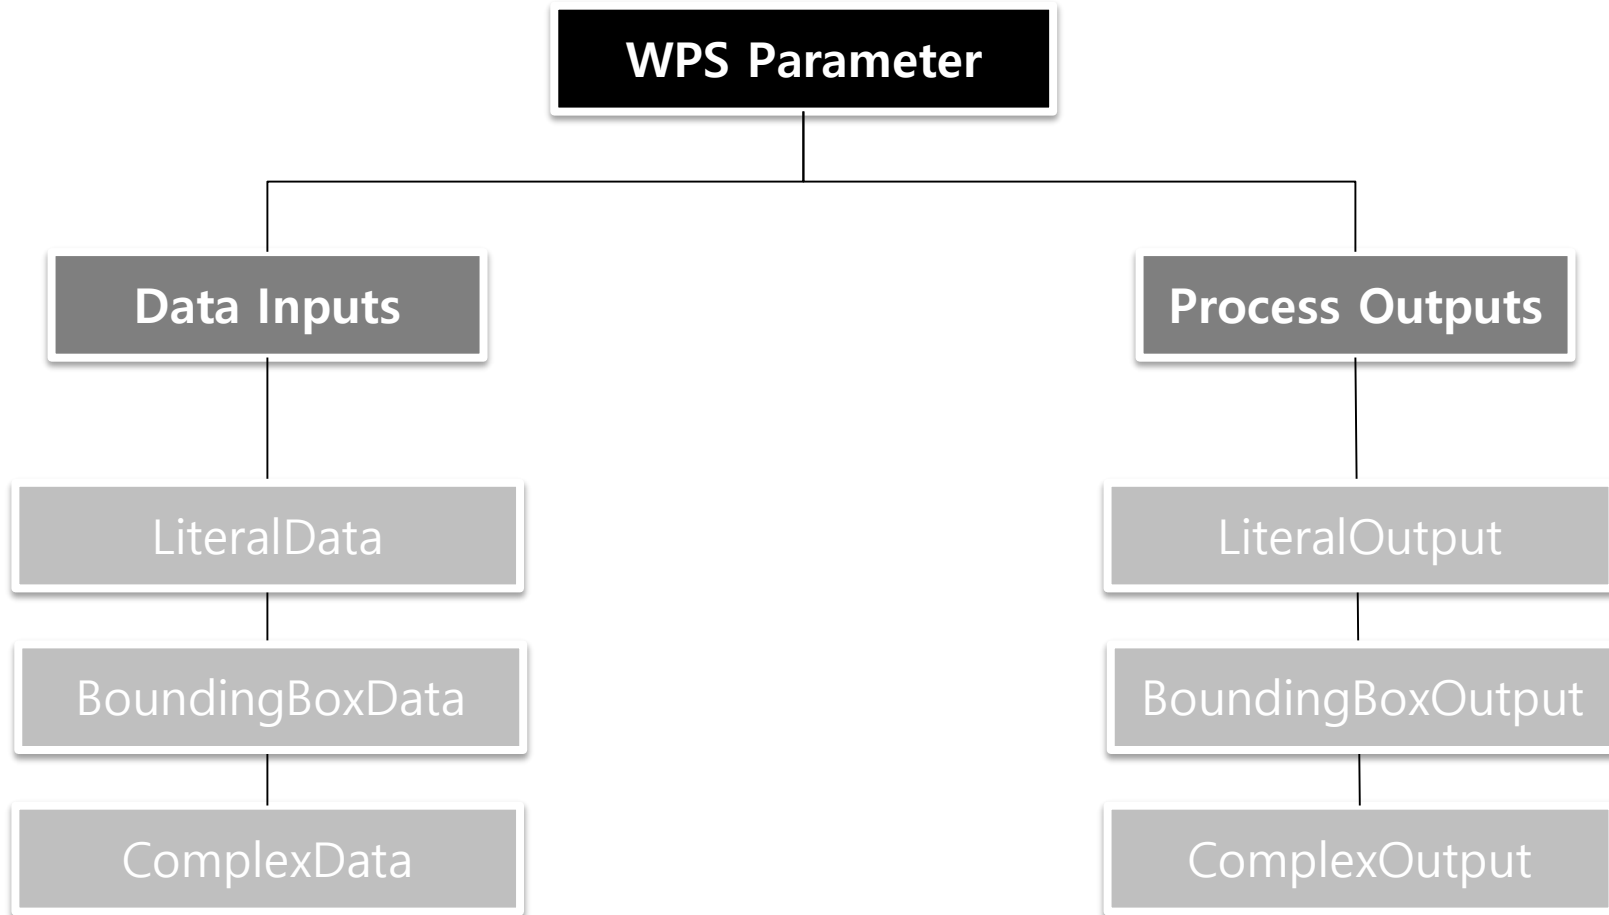 WPS Parameter
Data Inputs
Process Outputs
LiteralData
LiteralOutput
BoundingBoxData
BoundingBoxOutput
ComplexData
ComplexOutput